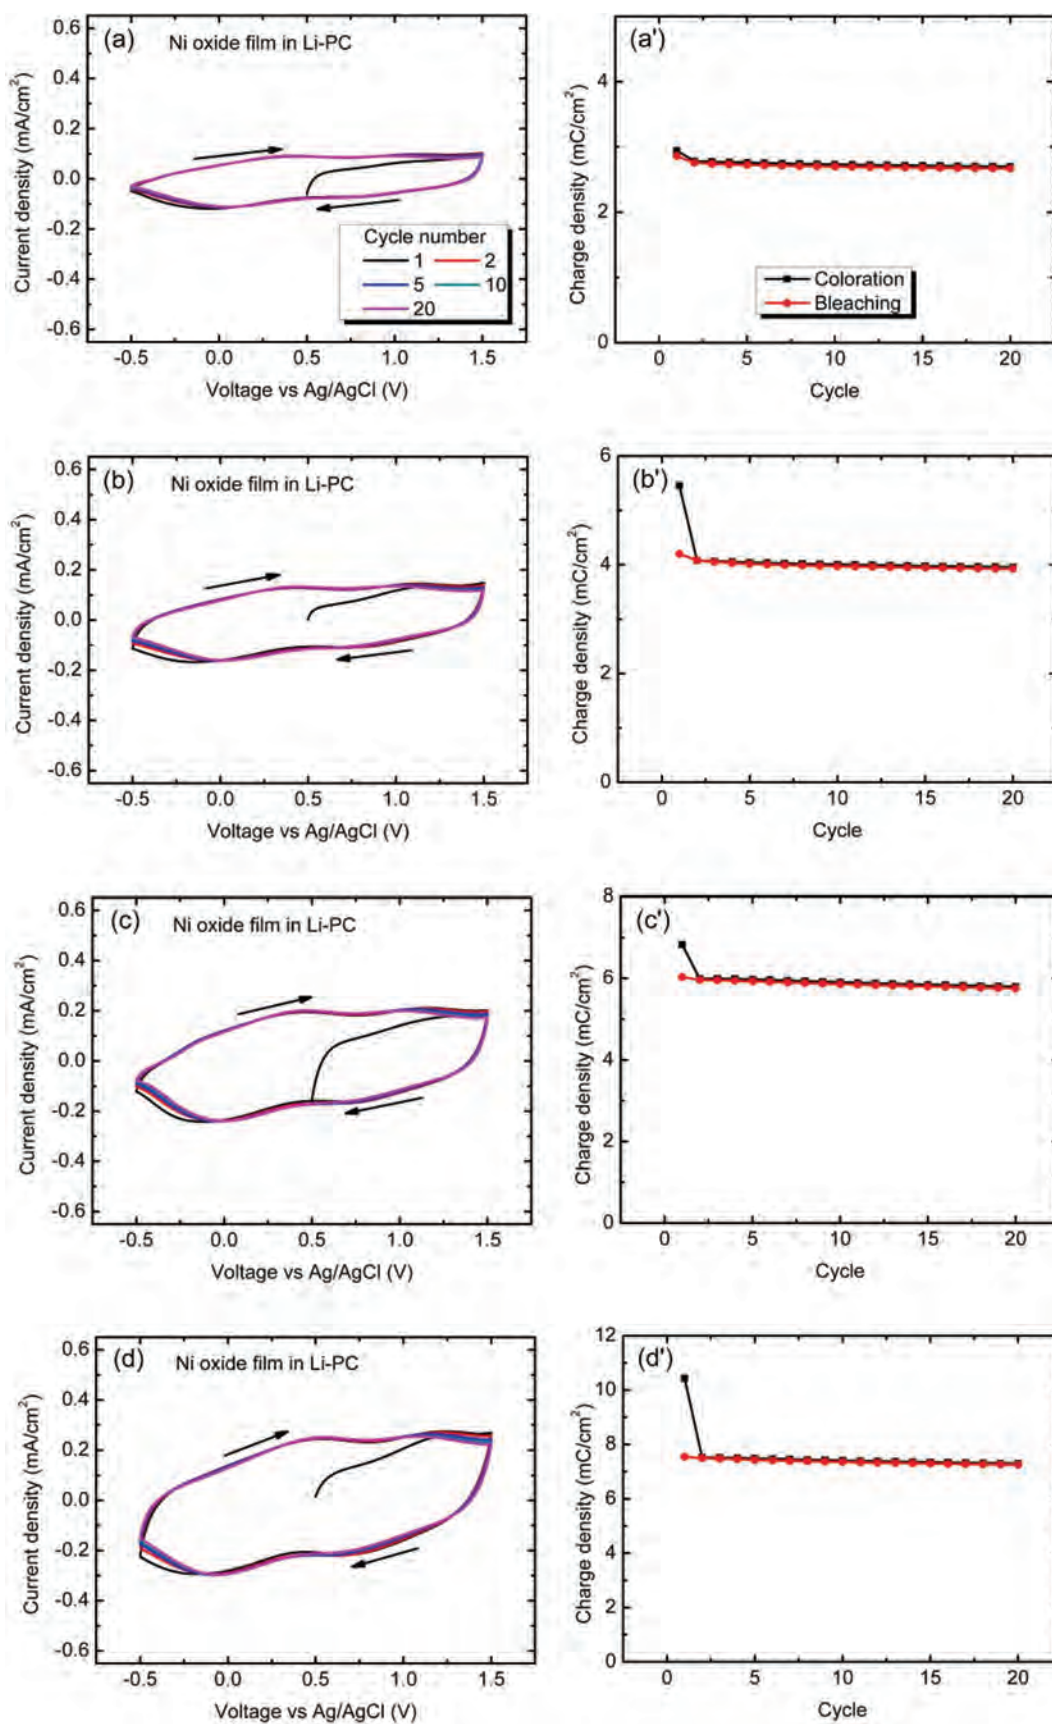 (a) Ni oxide film in Li-PC
0.6
0.4
0.2
0.0
-0.2
-0.4
-0.6
Current density (mA/cm²)
Cycle number
1 2
5 10
20
-0.5 0.0 0.5 1.0 1.5
Voltage vs Ag/AgCl (V)
(a')
4
2
0
Charge density (mC/cm²)
Coloration
Bleaching
0 5 10 15 20
Cycle
(b) Ni oxide film in Li-PC
0.6
0.4
0.2
0.0
-0.2
-0.4
-0.6
Current density (mA/cm²)
-0.5 0.0 0.5 1.0 1.5
Voltage vs Ag/AgCl (V)
(b')
6
4
2
0
Charge density (mC/cm²)
0 5 10 15 20
Cycle
(c) Ni oxide film in Li-PC
0.6
0.4
0.2
0.0
-0.2
-0.4
-0.6
Current density (mA/cm²)
-0.5 0.0 0.5 1.0 1.5
Voltage vs Ag/AgCl (V)
(c')
8
6
4
2
0
Charge density (mC/cm²)
0 5 10 15 20
Cycle
(d) Ni oxide film in Li-PC
0.6
0.4
0.2
0.0
-0.2
-0.4
-0.6
Current density (mA/cm²)
-0.5 0.0 0.5 1.0 1.5
Voltage vs Ag/AgCl (V)
(d')
12
10
8
6
4
2
0
Charge density (mC/cm²)
0 5 10 15 20
Cycle